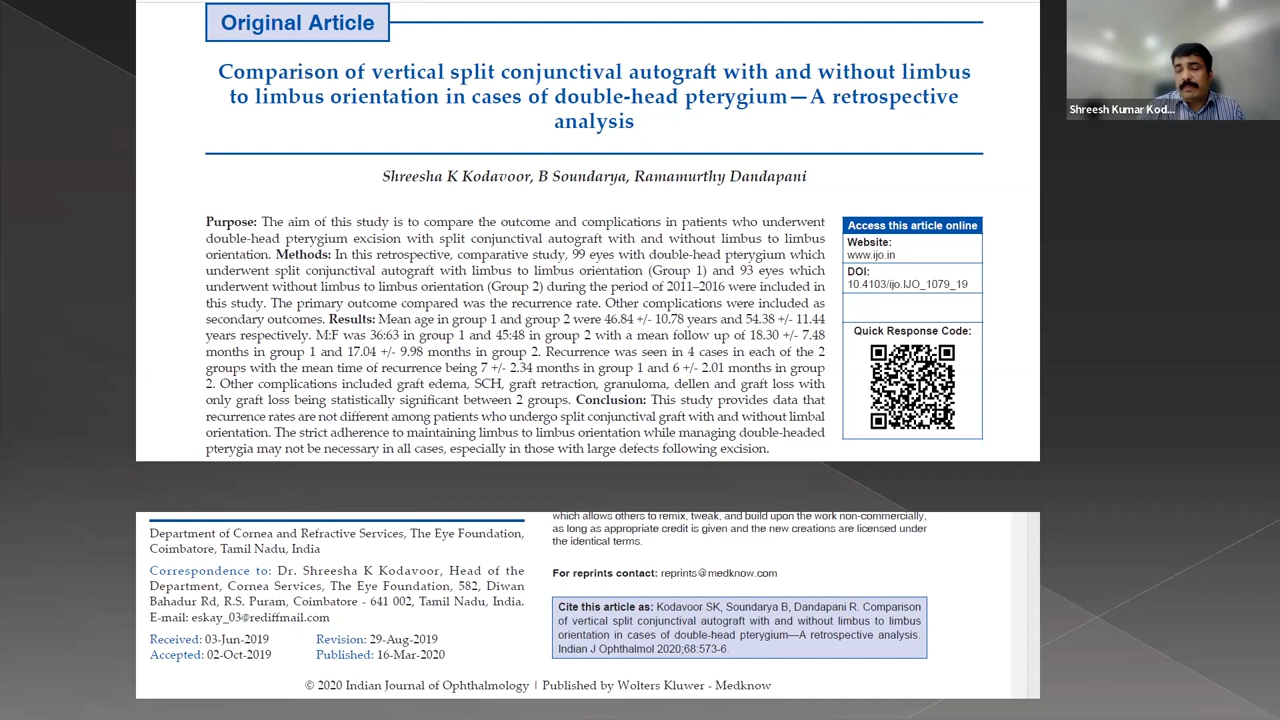 Original Article
Comparison of vertical split conjunctival autograft with and without limbus
to limbus orientation in cases of double-head pterygium—A retrospective
analysis
Shreesha K Kodavoor, B Soundarya, Ramamurthy Dandapani
Purpose: The aim of this study is to compare the outcome and complications in patients who underwent
double-head pterygium excision with split conjunctival autograft with and without limbus to limbus
orientation. Methods: In this retrospective, comparative study, 99 eyes with double-head pterygium which
underwent split conjunctival autograft with limbus to limbus orientation (Group 1) and 93 eyes which
underwent without limbus to limbus orientation (Group 2) during the period of 2011–2016 were included in
this study. The primary outcome compared was the recurrence rate. Other complications were included as
secondary outcomes. Results: Mean age in group 1 and group 2 were 46.84 +/- 10.78 years and 54.38 +/- 11.44
years respectively. M:F was 36:63 in group 1 and 45:48 in group 2 with a mean follow up of 18.30 +/- 7.48
months in group 1 and 17.04 +/- 9.98 months in group 2. Recurrence was seen in 4 cases in each of the 2
groups with the mean time of recurrence being 7 +/- 2.34 months in group 1 and 6 +/- 2.01 months in group
2. Other complications included graft edema, SCH, graft retraction, granuloma, dellen and graft loss with
only graft loss being statistically significant between 2 groups. Conclusion: This study provides data that
recurrence rates are not different among patients who undergo split conjunctival graft with and without limbal
orientation. The strict adherence to maintaining limbus to limbus orientation while managing double-headed
pterygia may not be necessary in all cases, especially in those with large defects following excision.
Access this article online
Website:
www.ijo.in
DOI:
10.4103/ijo.IJO_1079_19
Quick Response Code:
Shreesh Kumar Kod...
Department of Cornea and Refractive Services, The Eye Foundation,
Coimbatore, Tamil Nadu, India
Correspondence to: Dr. Shreesha K Kodavoor, Head of the
Department, Cornea Services, The Eye Foundation, 582, Diwan
Bahadur Rd, R.S. Puram, Coimbatore - 641 002, Tamil Nadu, India.
E-mail: eskay_03@rediffmail.com
Received: 03-Jun-2019 Revision: 29-Aug-2019
Accepted: 02-Oct-2019 Published: 16-Mar-2020
which allows others to remix, tweak, and build upon the work non-commercially,
as long as appropriate credit is given and the new creations are licensed under
the identical terms.
For reprints contact: reprints@medknow.com
Cite this article as: Kodavoor SK, Soundarya B, Dandapani R. Comparison
of vertical split conjunctival autograft with and without limbus to limbus
orientation in cases of double-head pterygium—A retrospective analysis.
Indian J Ophthalmol 2020;68:573-6.
© 2020 Indian Journal of Ophthalmology | Published by Wolters Kluwer - Medknow